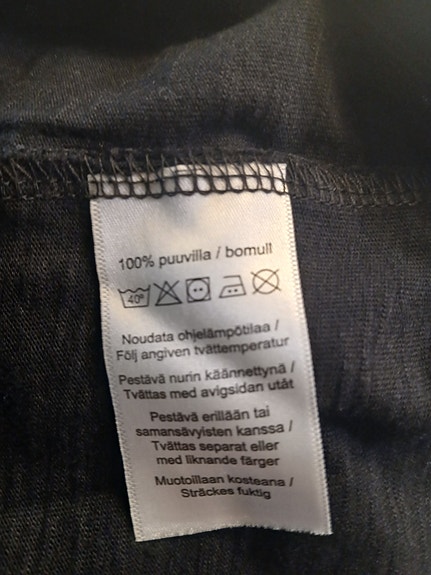 100% puuvilla / bomull
40°
Noudata ohjelämpötilaa /
Följ angiven tvättemperatur
Pestävä nurin käännettynä /
Tvättas med avigsidan utåt
Pestävä erillään tai
samansävyisten kanssa /
Tvättas separat eller
med liknande färger
Muotoillaan kosteana /
Sträckes fuktig